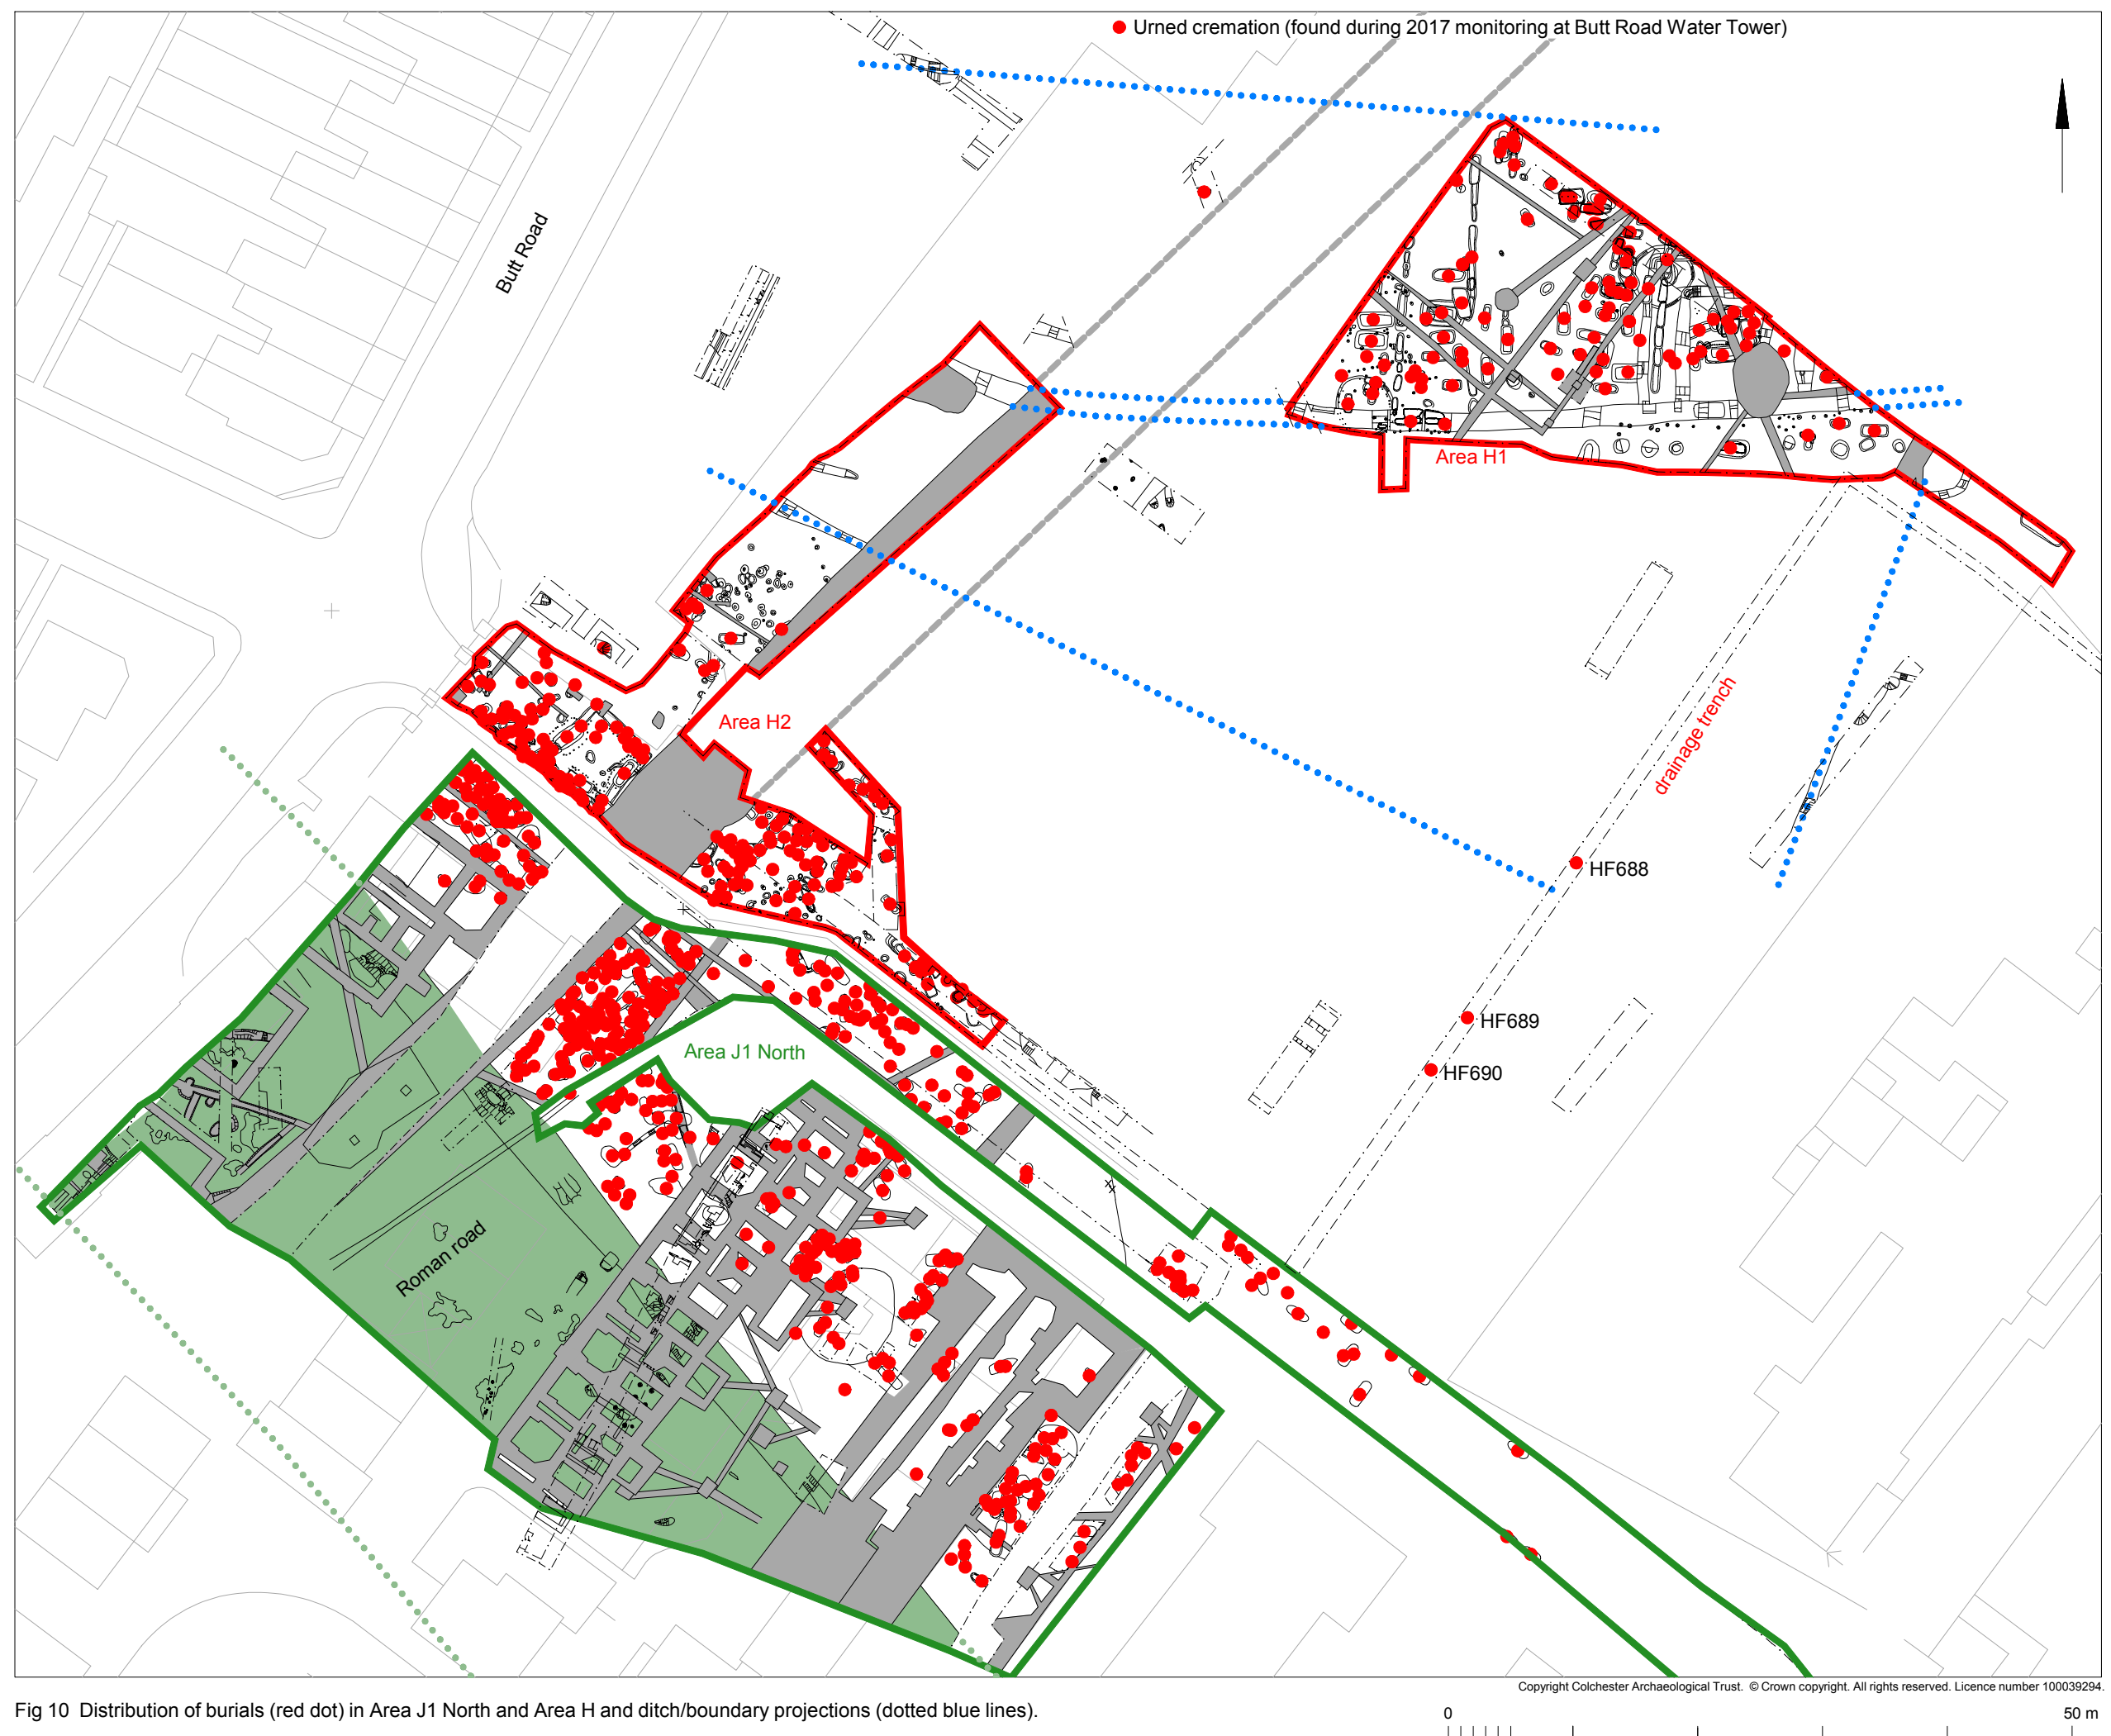 Urned cremation (found during 2017 monitoring at Butt Road Water Tower)
Butt Road
Area H1
Area H2
drainage trench
HF688
HF689
Area J1 North
HF690
Roman road
Copyright Colchester Archaeological Trust. © Crown copyright. All rights reserved. Licence number 100039294.
Fig 10 Distribution of burials (red dot) in Area J1 North and Area H and ditch/boundary projections (dotted blue lines).
0 50 m